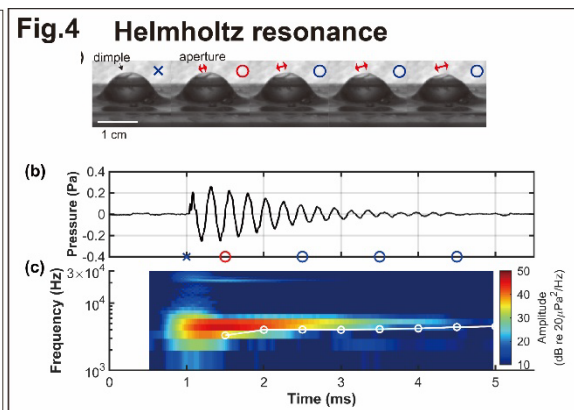 Fig.4 Helmholtz resonance
dimple aperture
1 cm
(b)
Pressure (Pa)
0.4
0.2
0
-0.2
-0.4
(c)
Frequency (Hz)
3×10⁴
10⁴
10³
0 1 2 3 4 5
Time (ms)
50
40
30
20
10
Amplitude
(dB re 20μPa²/Hz)